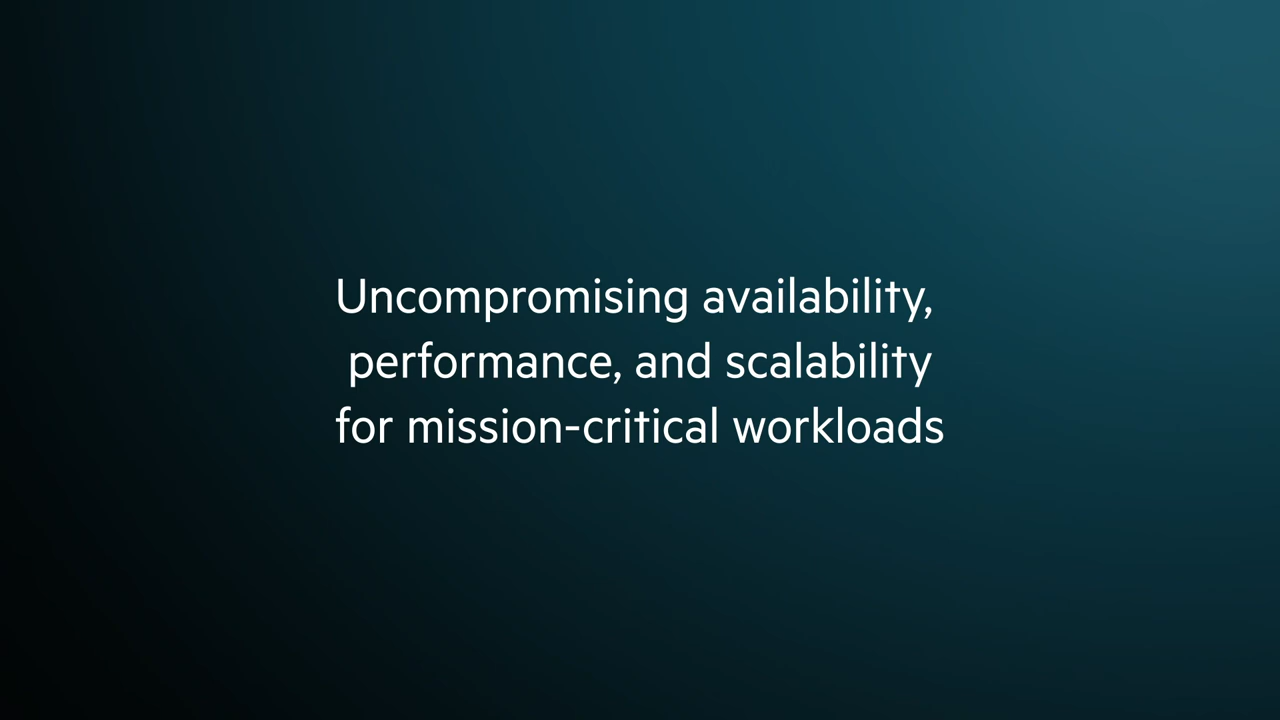 Uncompromising availability,
performance, and scalability
for mission-critical workloads